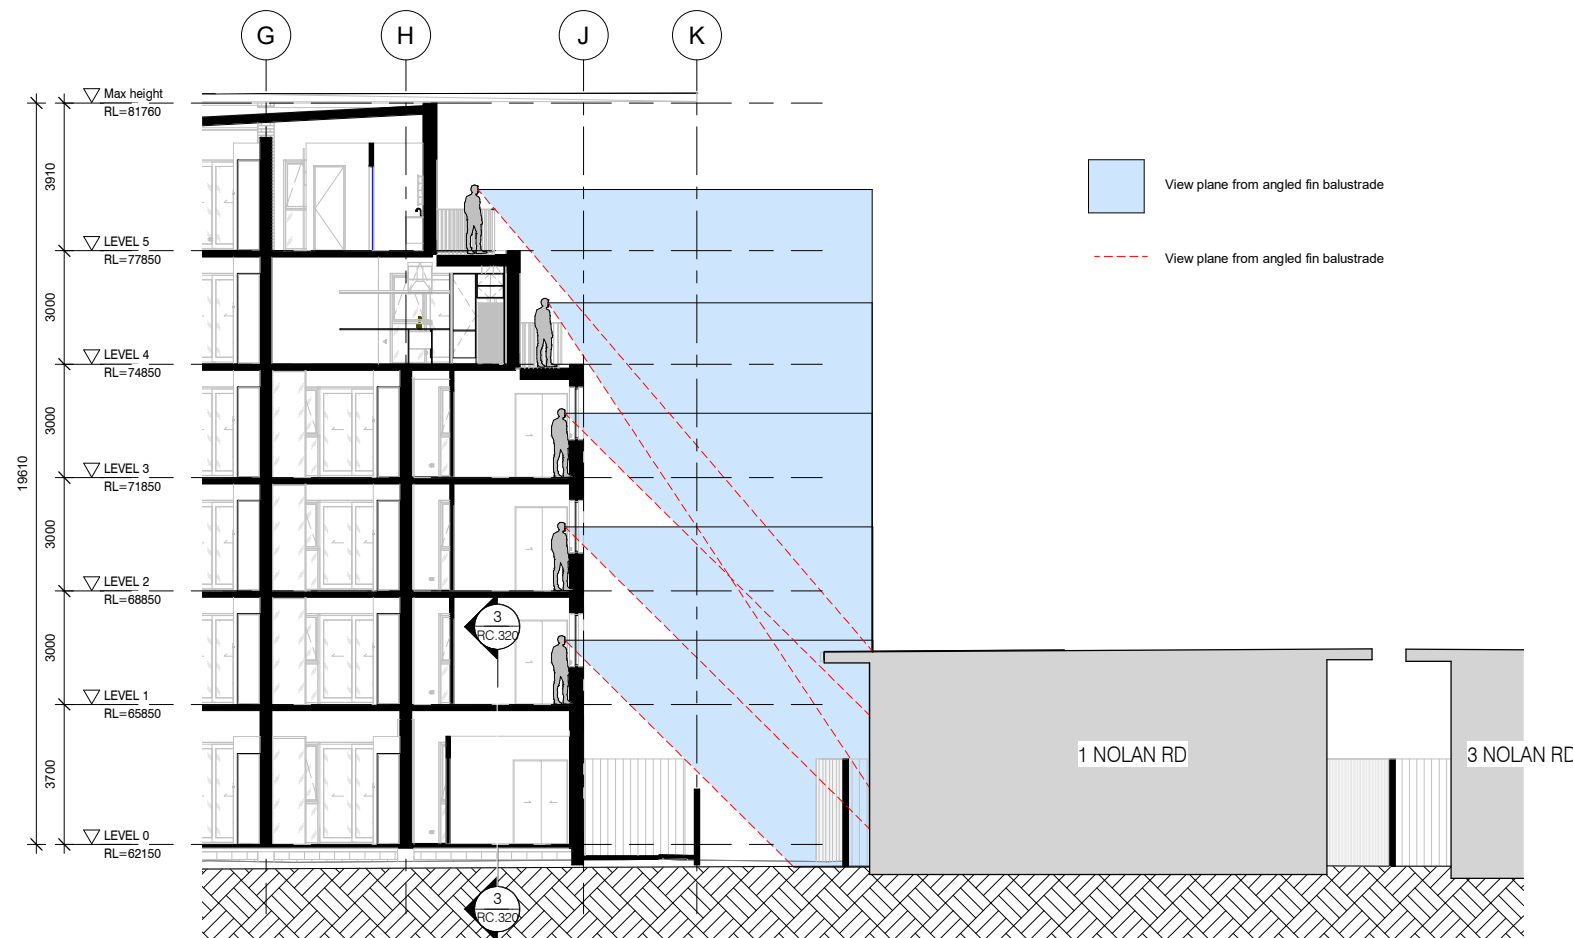 G
H
J
K
Max height
RL=81760
3910
LEVEL 5
RL=77850
3000
LEVEL 4
RL=74850
3000
LEVEL 3
RL=71850
3000
LEVEL 2
RL=68850
3000
LEVEL 1
RL=65850
3700
LEVEL 0
RL=62150
19610
View plane from angled fin balustrade
View plane from angled fin balustrade
3
RC.320
1 NOLAN RD
3 NOLAN RD
3
RC.320